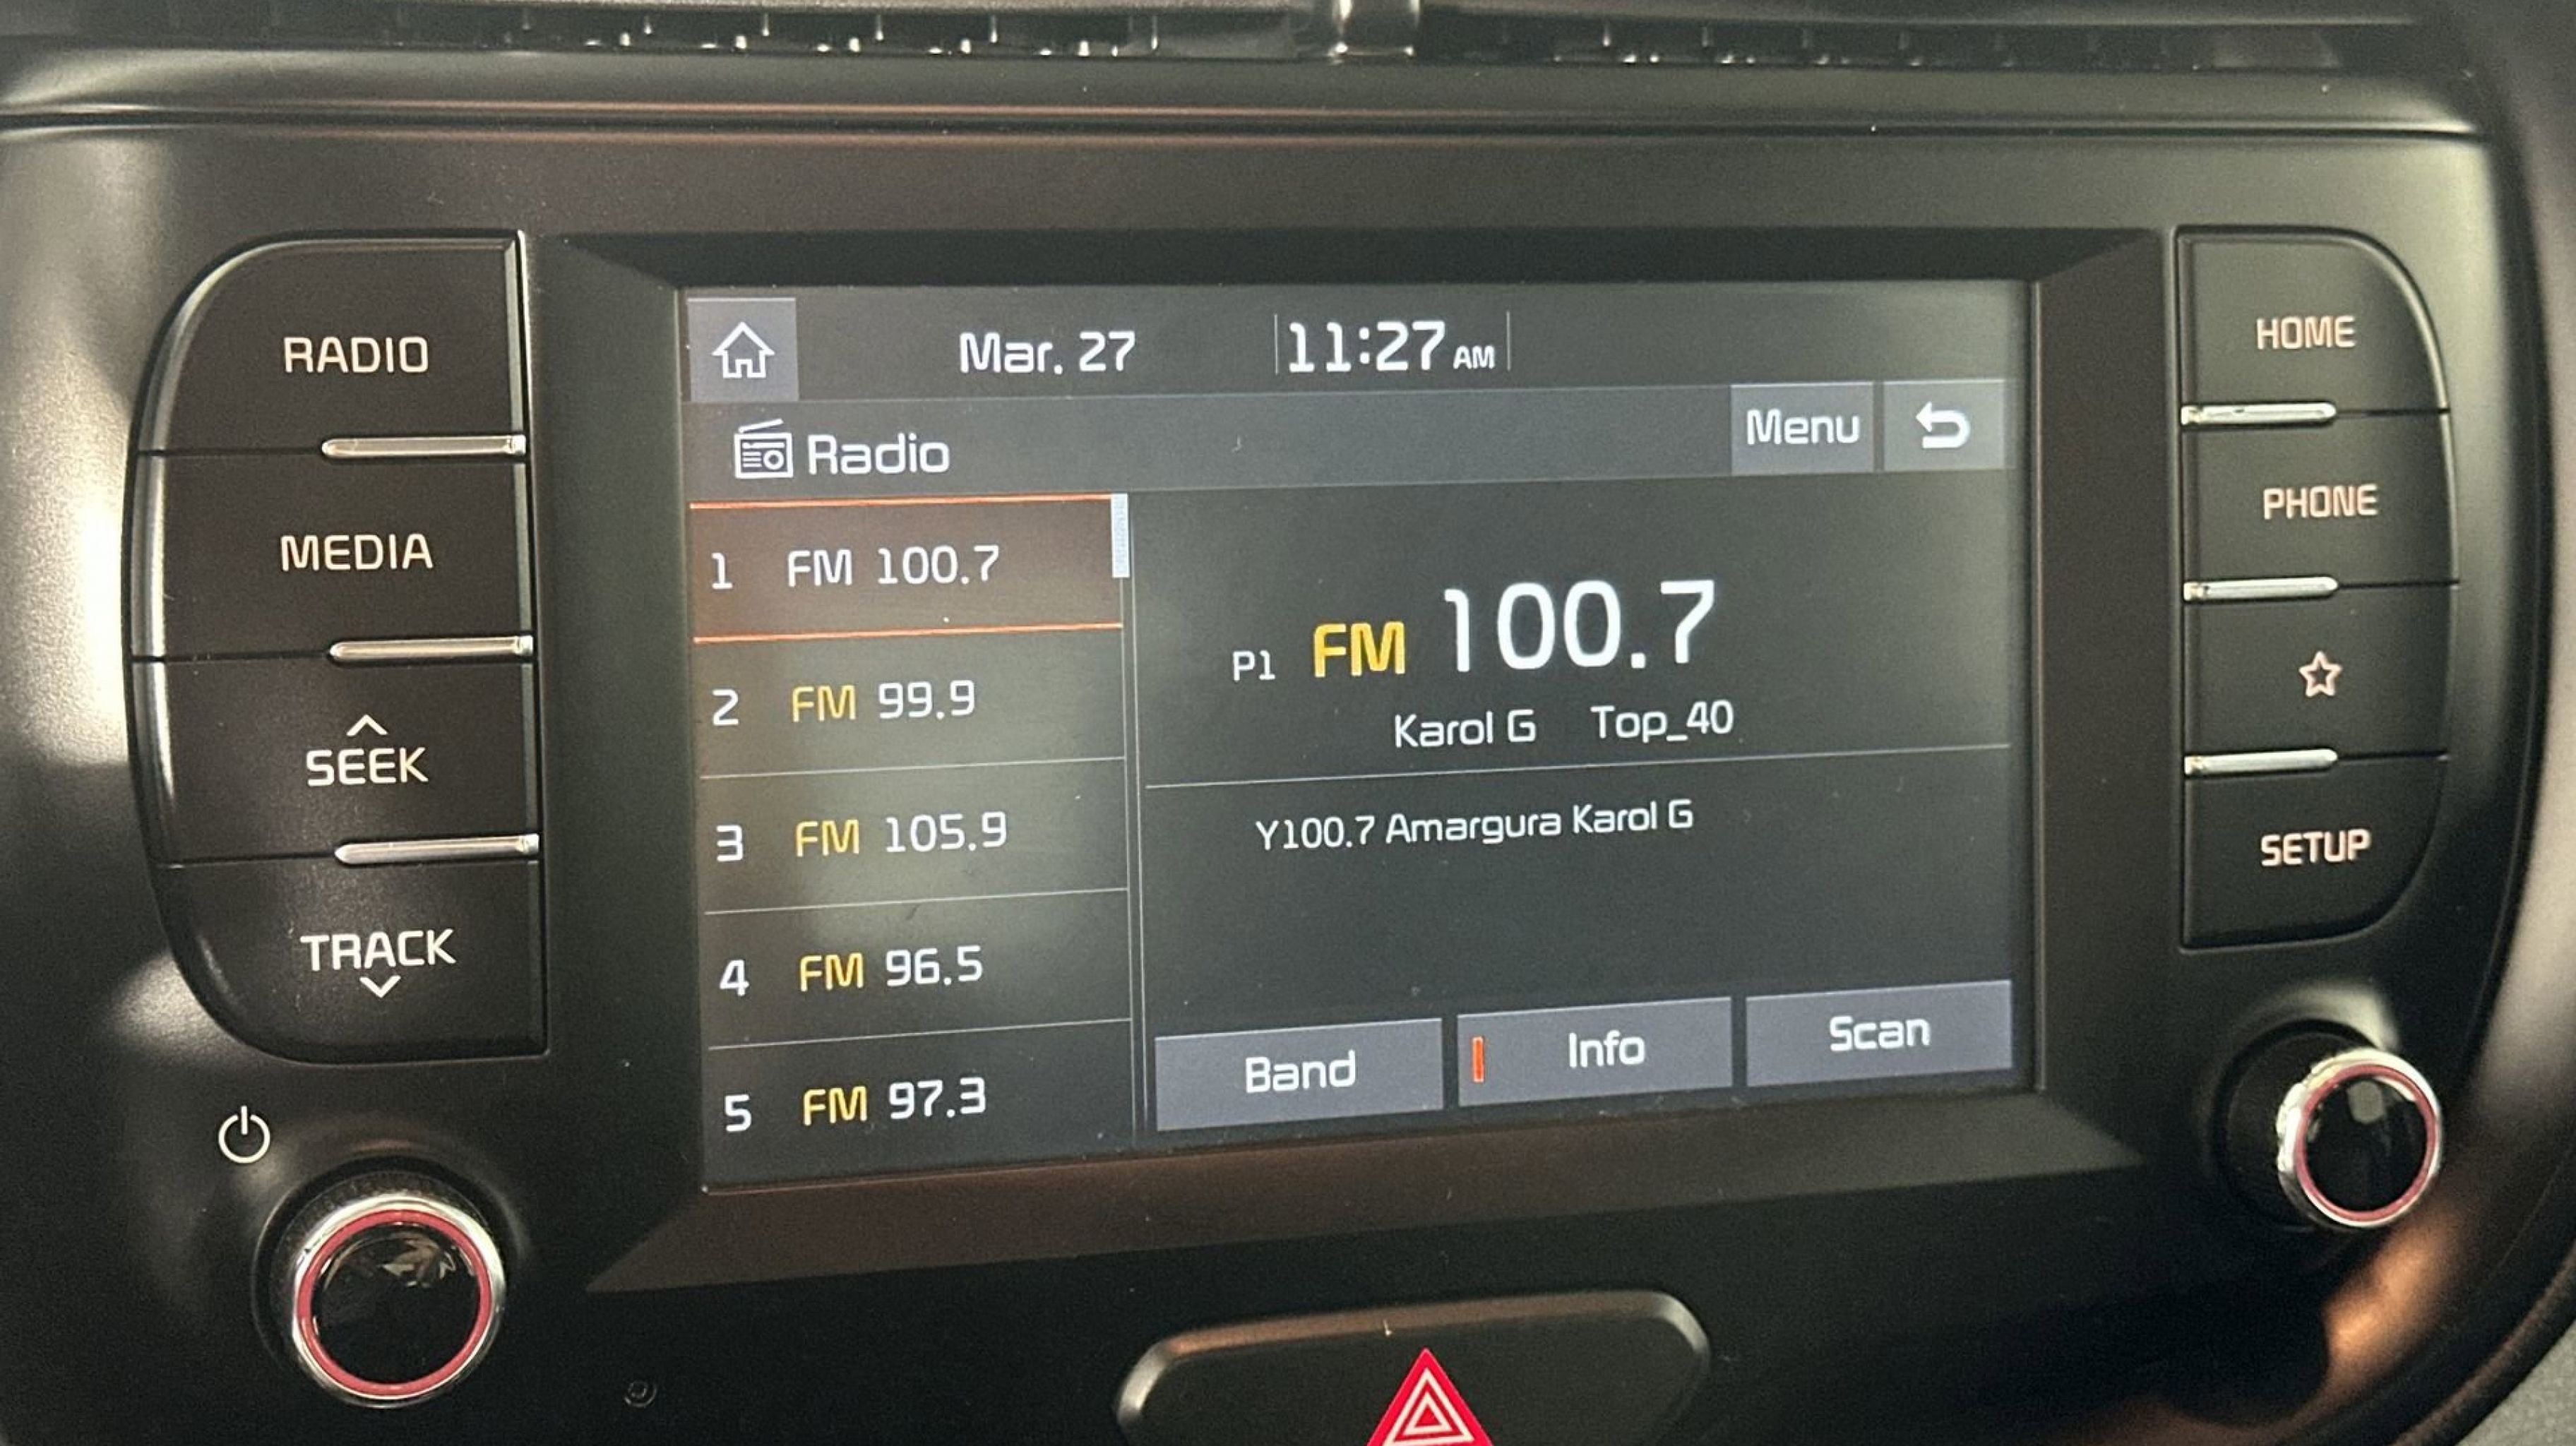 RADIO
MEDIA
SEEK
TRACK
Mar. 27 11:27 AM
Radio Menu
1 FM 100.7
2 FM 99.9
3 FM 105.9
4 FM 96.5
5 FM 97.3
P1 FM 100.7
Karol G Top_40
Y100.7 Amargura Karol G
Band Info Scan
HOME
PHONE
SETUP